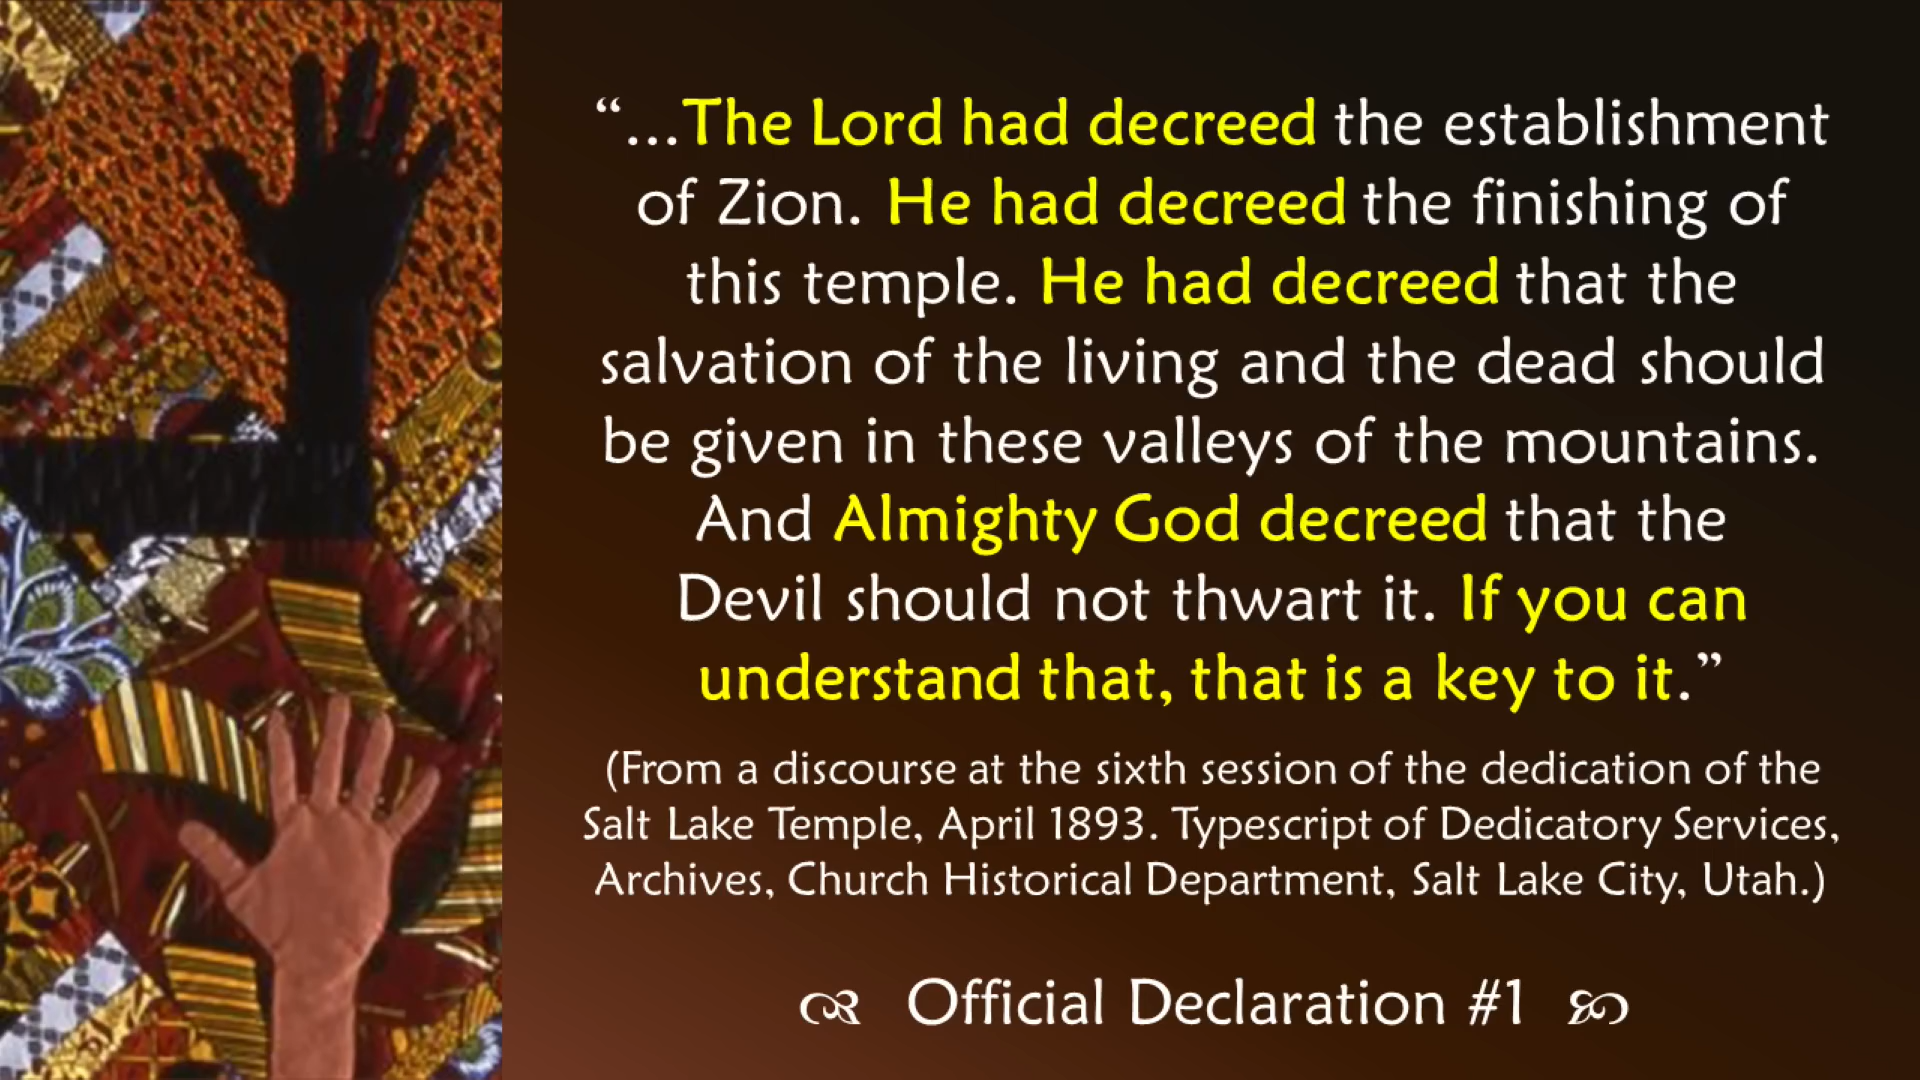 “...The Lord had decreed the establishment
of Zion. He had decreed the finishing of
this temple. He had decreed that the
salvation of the living and the dead should
be given in these valleys of the mountains.
And Almighty God decreed that the
Devil should not thwart it. If you can
understand that, that is a key to it.”
(From a discourse at the sixth session of the dedication of the
Salt Lake Temple, April 1893. Typescript of Dedicatory Services,
Archives, Church Historical Department, Salt Lake City, Utah.)
Official Declaration #1